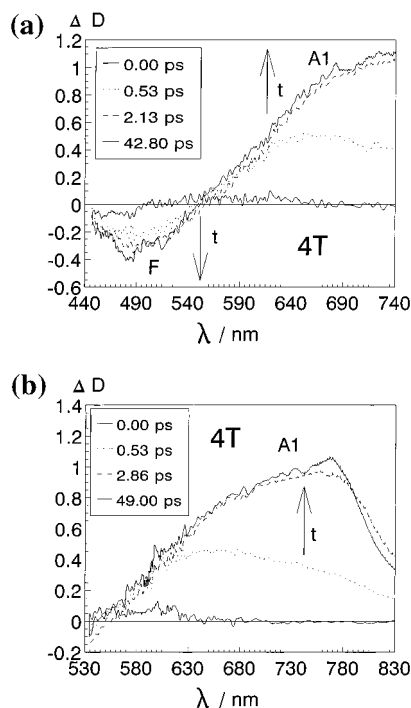 (a)
Δ D
1.2
1
0.8
0.6
0.4
0.2
0
-0.2
-0.4
-0.6
0.00 ps
0.53 ps
2.13 ps
42.80 ps
A1
t
t
F
4T
440 490 540 590 640 690 740
λ / nm
(b)
Δ D
1.4
1.2
1
0.8
0.6
0.4
0.2
0
-0.2
0.00 ps
0.53 ps
2.86 ps
49.00 ps
4T
A1
t
530 580 630 680 730 780 830
λ / nm